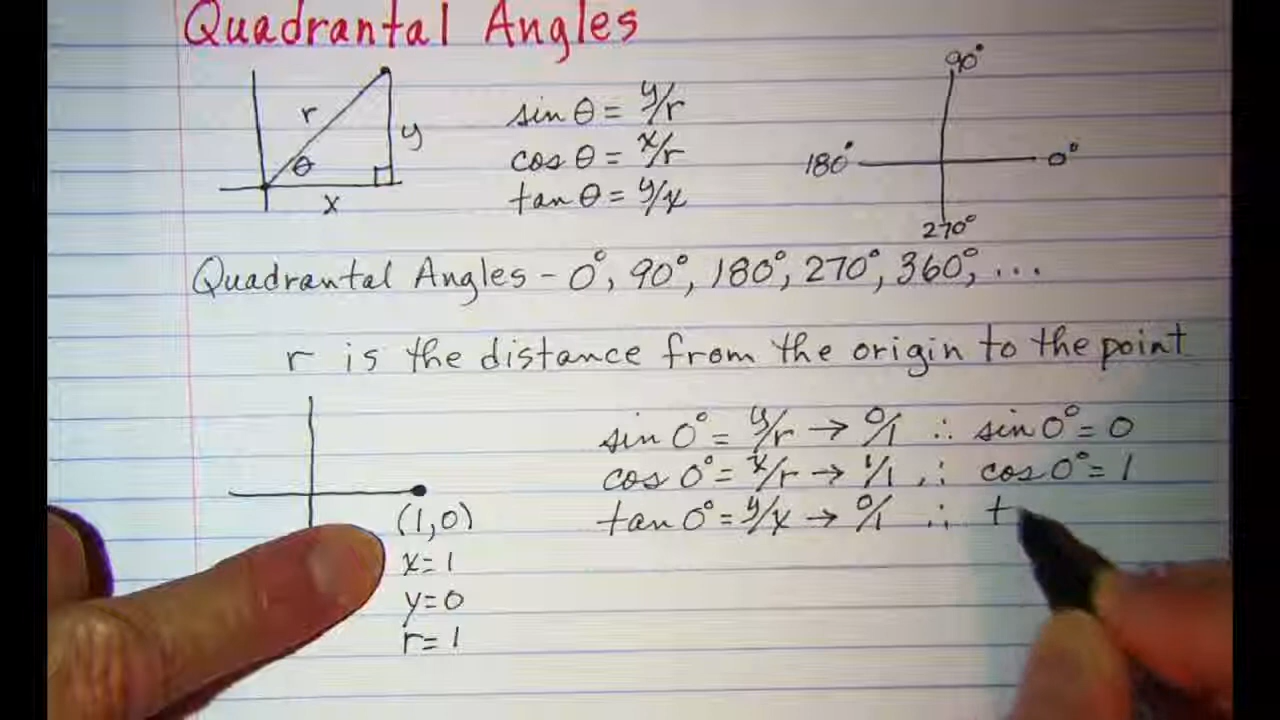 Quadrantal Angles
r
θ
y
x
sin θ = y/r
cos θ = x/r
tan θ = y/x
90°
180°
0°
270°
Quadrantal Angles - 0°, 90°, 180°, 270°, 360°, ...
r is the distance from the origin to the point
(1,0)
x=1
y=0
r=1
sin 0° = y/r → 0/1 ∴ sin 0° = 0
cos 0° = x/r → 1/1 ∴ cos 0° = 1
tan 0° = y/x → 0/1 ∴ t